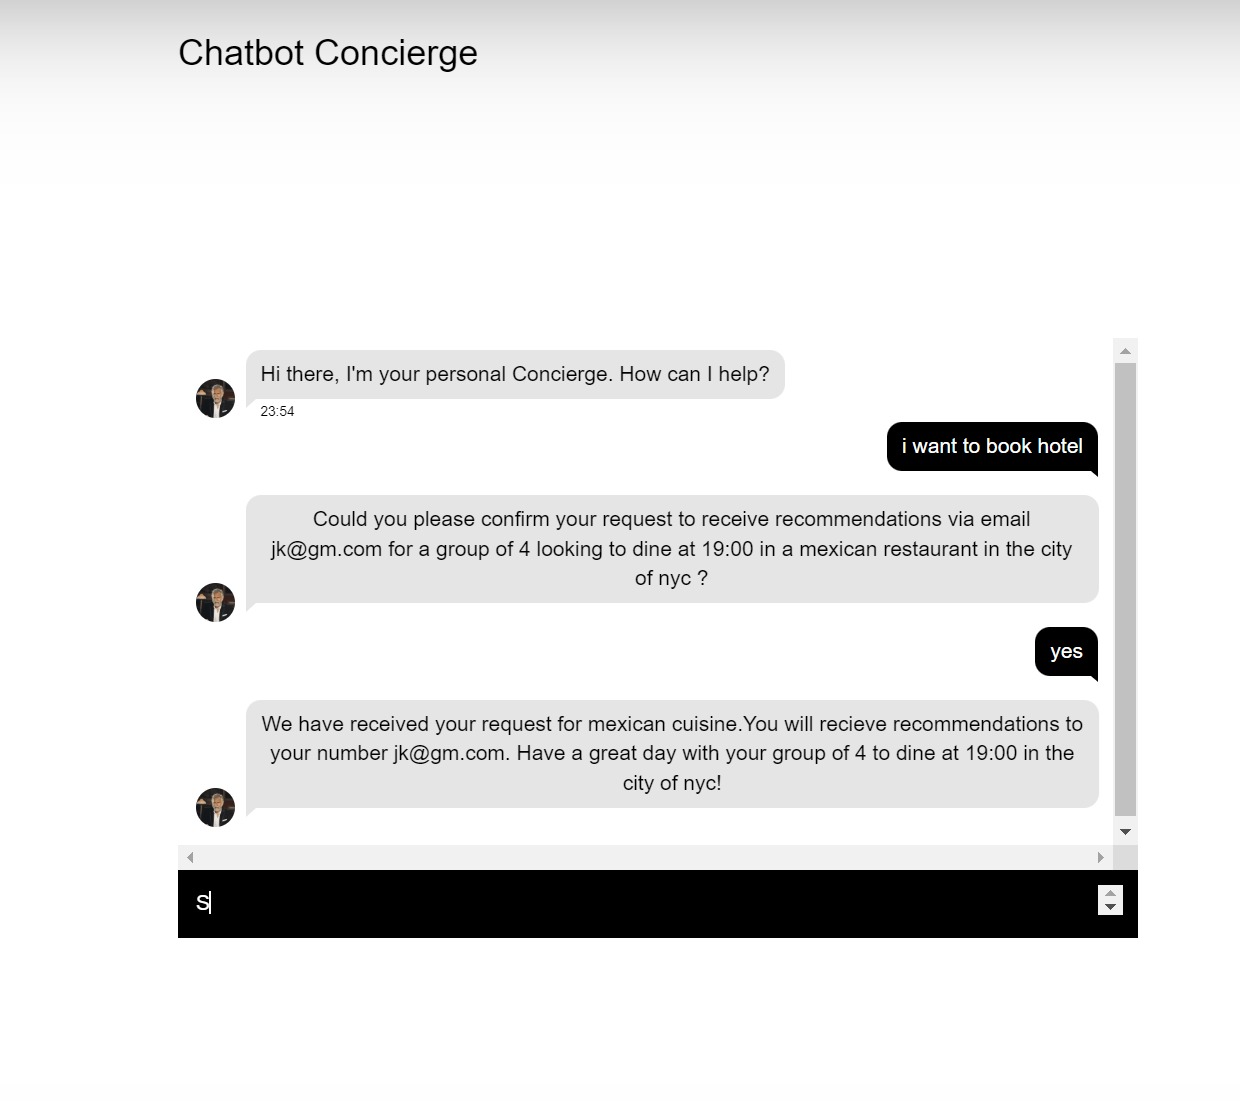 Chatbot Concierge
Hi there, I'm your personal Concierge. How can I help?
23:54
i want to book hotel
Could you please confirm your request to receive recommendations via email
jk@gm.com for a group of 4 looking to dine at 19:00 in a mexican restaurant in the city
of nyc ?
yes
We have received your request for mexican cuisine.You will recieve recommendations to
your number jk@gm.com. Have a great day with your group of 4 to dine at 19:00 in the
city of nyc!
S